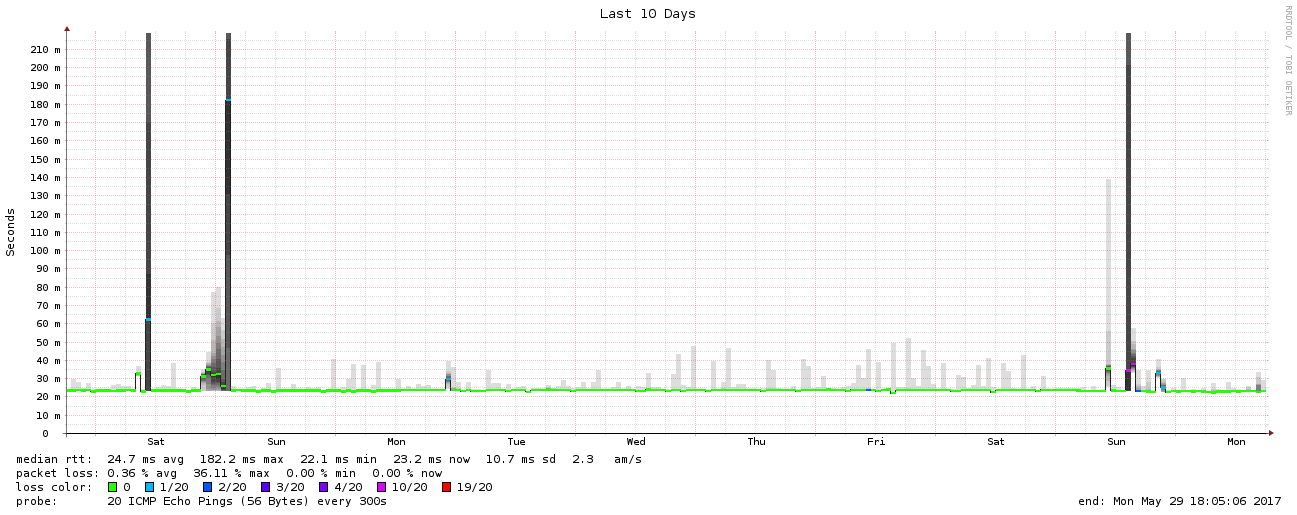 Last 10 Days
RRDTOOL / TOBI OETIKER
Seconds
210 m
200 m
190 m
180 m
170 m
160 m
150 m
140 m
130 m
120 m
110 m
100 m
90 m
80 m
70 m
60 m
50 m
40 m
30 m
20 m
10 m
0
Sat Sun Mon Tue Wed Thu Fri Sat Sun Mon
median rtt: 24.7 ms avg 182.2 ms max 22.1 ms min 23.2 ms now 10.7 ms sd 2.3 am/s
packet loss: 0.36 % avg 36.11 % max 0.00 % min 0.00 % now
loss color: 0 1/20 2/20 3/20 4/20 10/20 19/20
probe: 20 ICMP Echo Pings (56 Bytes) every 300s end: Mon May 29 18:05:06 2017